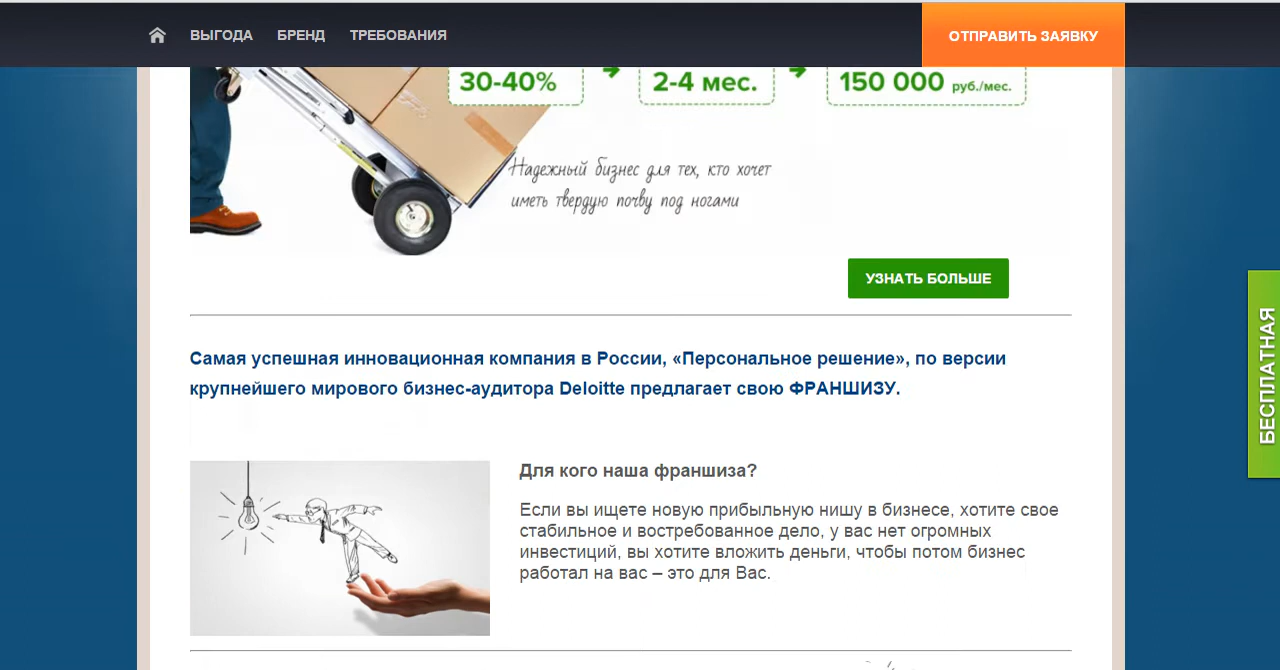 ВЫГОДА БРЕНД ТРЕБОВАНИЯ ОТПРАВИТЬ ЗАЯВКУ
30-40% 2-4 мес. 150 000 руб./мес.
Надежный бизнес для тех, кто хочет
иметь твердую почву под ногами
УЗНАТЬ БОЛЬШЕ
БЕСПЛАТНАЯ
Самая успешная инновационная компания в России, «Персональное решение», по версии
крупнейшего мирового бизнес-аудитора Deloitte предлагает свою ФРАНШИЗУ.
Для кого наша франшиза?
Если вы ищете новую прибыльную нишу в бизнесе, хотите свое
стабильное и востребованное дело, у вас нет огромных
инвестиций, вы хотите вложить деньги, чтобы потом бизнес
работал на вас – это для Вас.